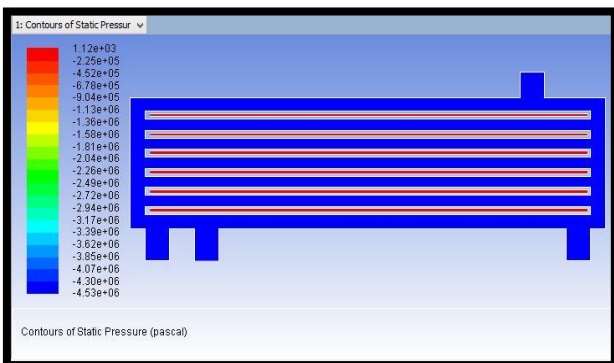 1: Contours of Static Pressur
1.12e+03
-2.25e+05
-4.52e+05
-6.78e+05
-9.04e+05
-1.13e+06
-1.36e+06
-1.58e+06
-1.81e+06
-2.04e+06
-2.26e+06
-2.49e+06
-2.72e+06
-2.94e+06
-3.17e+06
-3.39e+06
-3.62e+06
-3.85e+06
-4.07e+06
-4.30e+06
-4.53e+06
Contours of Static Pressure (pascal)